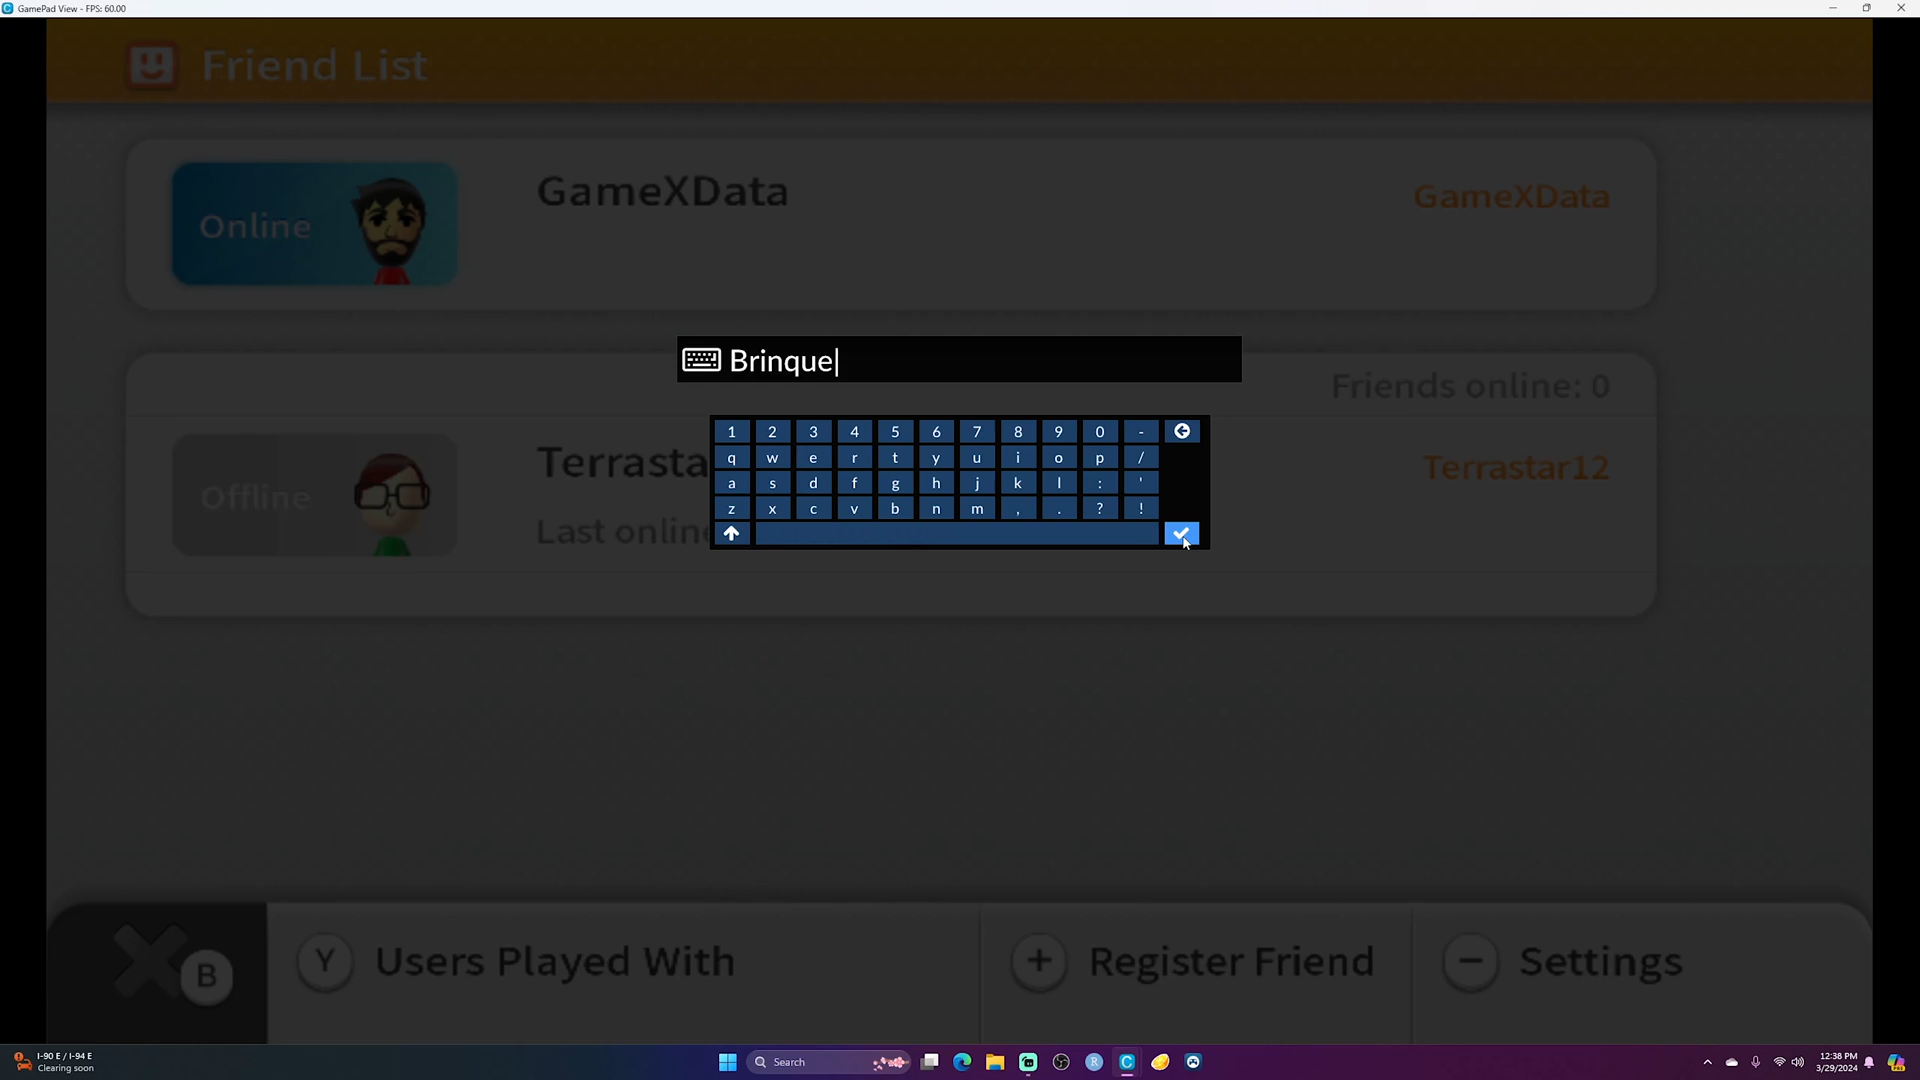 GamePad View - FPS: 60.00
Friend List
Online
GameXData
GameXData
Brinque
Friends online: 0
Offline
Terrasta
Terrastar12
Last online
1 2 3 4 5 6 7 8 9 0 -
q w e r t y u i o p /
a s d f g h j k l : '
z x c v b n m , . ? !
B
Y Users Played With
+ Register Friend
− Settings
I-90 E / I-94 E
Clearing soon
Search
12:38 PM
3/29/2024